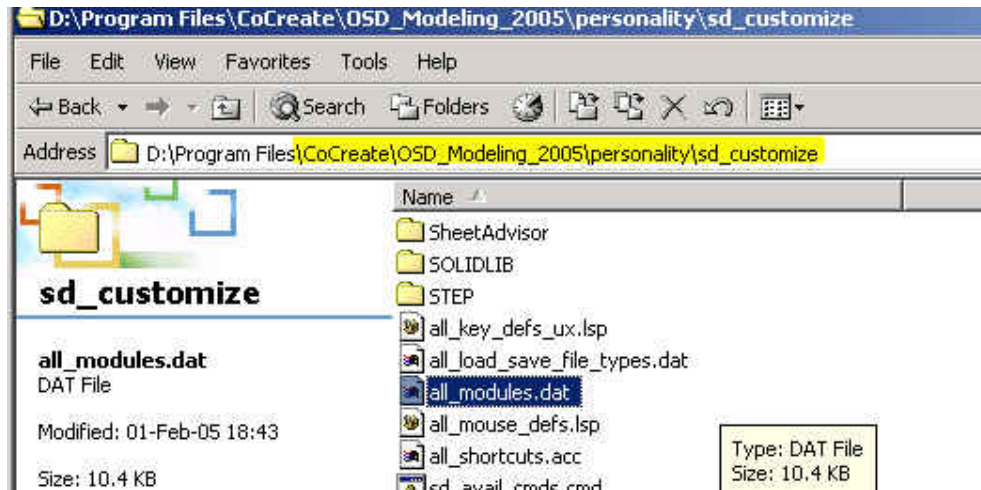 D:\Program Files\CoCreate\OSD_Modeling_2005\personality\sd_customize
File Edit View Favorites Tools Help
Back Search Folders
Address D:\Program Files\CoCreate\OSD_Modeling_2005\personality\sd_customize
Name
SheetAdvisor
SOLIDLIB
STEP
all_key_defs_ux.lsp
all_load_save_file_types.dat
all_modules.dat
all_mouse_defs.lsp
all_shortcuts.acc
sd_avail_cmds.cmd
sd_customize
all_modules.dat
DAT File
Modified: 01-Feb-05 18:43
Size: 10.4 KB
Type: DAT File
Size: 10.4 KB